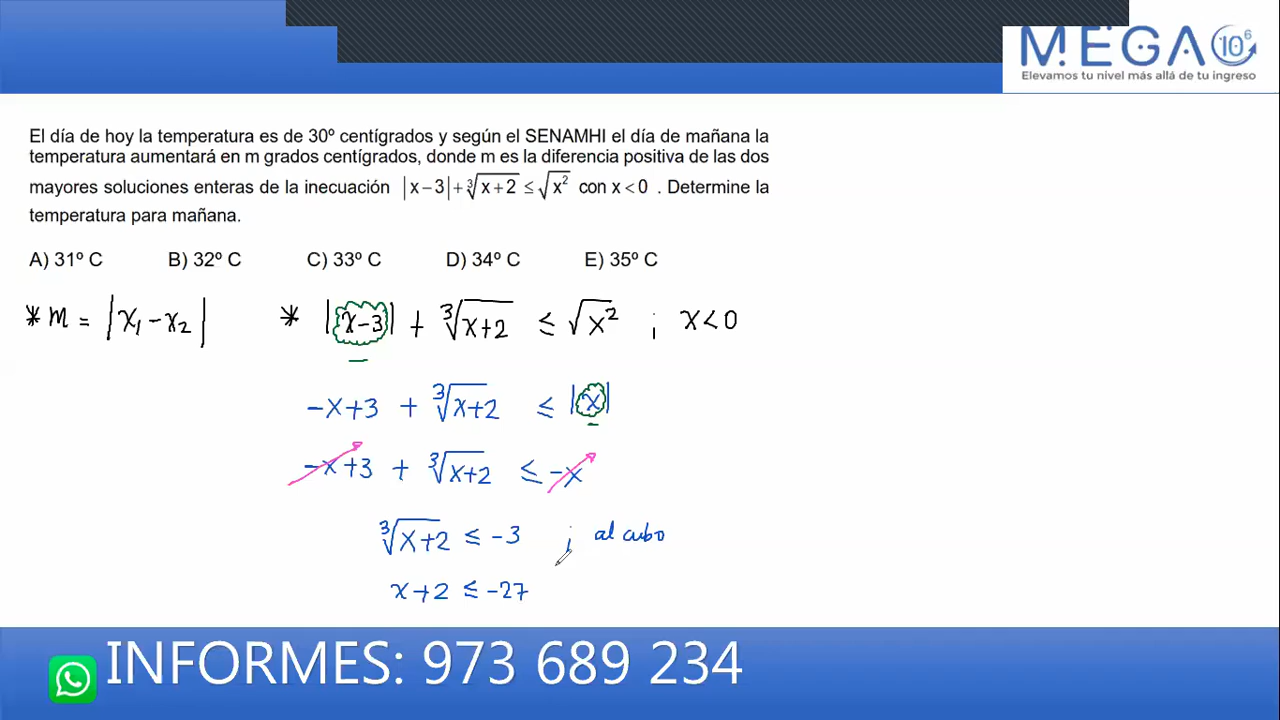 MEGA 10⁶
Elevamos tu nivel más allá de tu ingreso
El día de hoy la temperatura es de 30º centígrados y según el SENAMHI el día de mañana la
temperatura aumentará en m grados centígrados, donde m es la diferencia positiva de las dos
mayores soluciones enteras de la inecuación |x−3|+∛(x+2) ≤ √(x²) con x<0 . Determine la
temperatura para mañana.
A) 31º C B) 32º C C) 33º C D) 34º C E) 35º C
* m = |x₁ − x₂| * |x−3| + ∛(x+2) ≤ √(x²) ; x<0
−x+3 + ∛(x+2) ≤ |x|
−x+3 + ∛(x+2) ≤ −x
∛(x+2) ≤ −3 ; al cubo
x+2 ≤ −27
INFORMES: 973 689 234